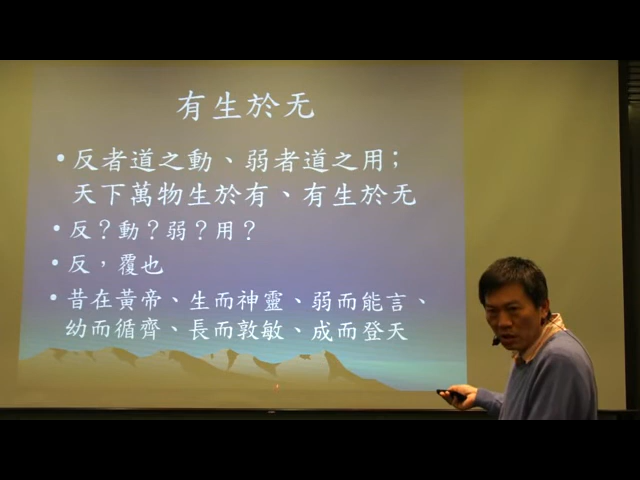 有生於无
•反者道之動、弱者道之用;
天下萬物生於有、有生於无
•反？動？弱？用？
•反，覆也
•昔在黃帝、生而神靈、弱而能言、
幼而循齊、長而敦敏、成而登天